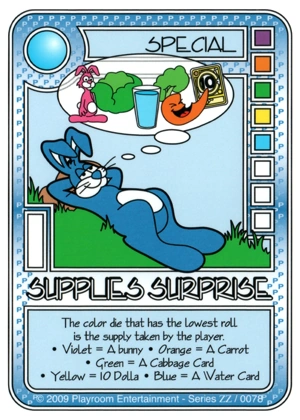 SPECIAL
SUPPLIES SURPRISE
The color die that has the lowest roll
is the supply taken by the player.
• Violet = A bunny • Orange = A Carrot
• Green = A Cabbage Card
• Yellow = 10 Dolla • Blue = A Water Card
© 2009 Playroom Entertainment - Series ZZ / 0078